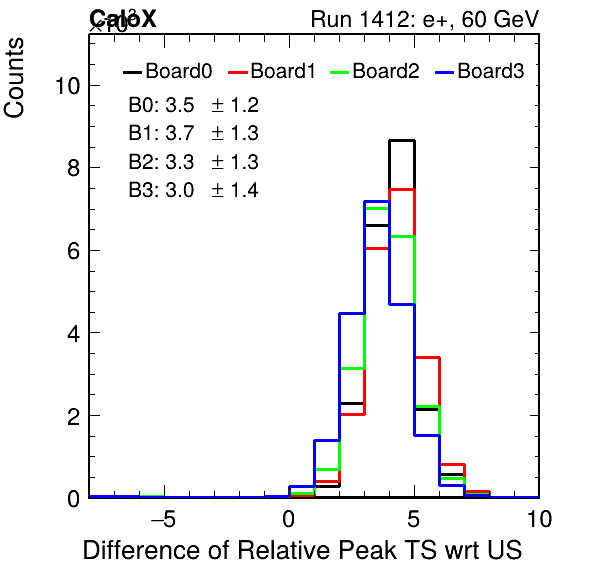 CaloX Run 1412: e+, 60 GeV
×10³
Counts
Board0 Board1 Board2 Board3
B0: 3.5 ± 1.2
B1: 3.7 ± 1.3
B2: 3.3 ± 1.3
B3: 3.0 ± 1.4
10
8
6
4
2
0
−5 0 5 10
Difference of Relative Peak TS wrt US